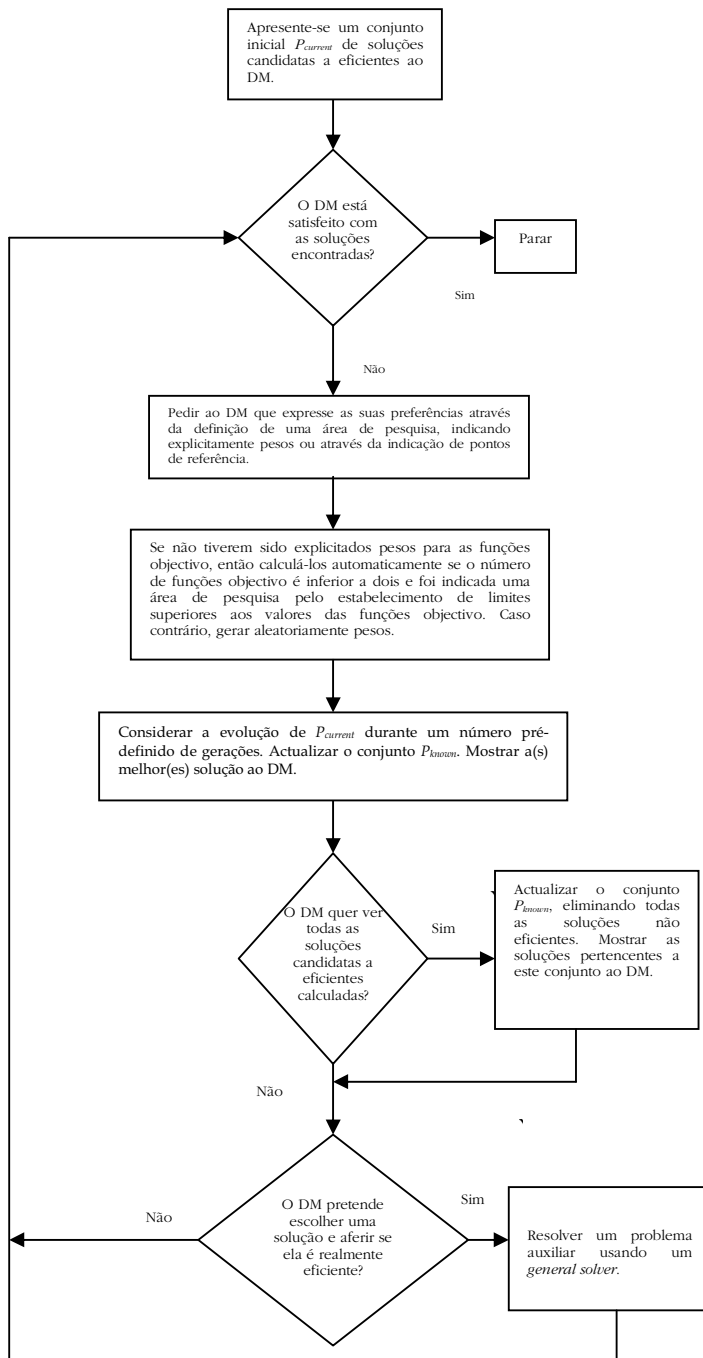 Apresente-se um conjunto
inicial Pcurrent de soluções
candidatas a eficientes ao
DM.
O DM está
satisfeito com
as soluções
encontradas?
Parar
Sim
Não
Pedir ao DM que expresse as suas preferências através
da definição de uma área de pesquisa, indicando
explicitamente pesos ou através da indicação de pontos
de referência.
Se não tiverem sido explicitados pesos para as funções
objectivo, então calculá-los automaticamente se o número
de funções objectivo é inferior a dois e foi indicada uma
área de pesquisa pelo estabelecimento de limites
superiores aos valores das funções objectivo. Caso
contrário, gerar aleatoriamente pesos.
Considerar a evolução de Pcurrent durante um número pré-
definido de gerações. Actualizar o conjunto Pknown. Mostrar a(s)
melhor(es) solução ao DM.
O DM quer ver
todas as
soluções
candidatas a
eficientes
calculadas?
Sim
Actualizar o conjunto
Pknown, eliminando todas
as soluções não
eficientes. Mostrar as
soluções pertencentes a
este conjunto ao DM.
Não
O DM pretende
escolher uma
solução e aferir se
ela é realmente
eficiente?
Não
Sim
Resolver um problema
auxiliar usando um
general solver.